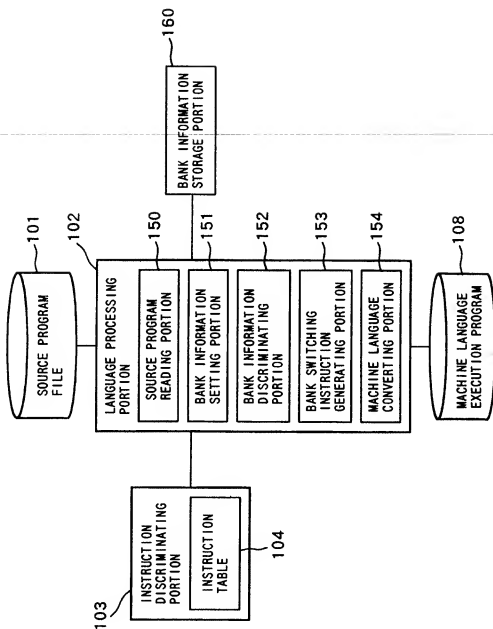 101
SOURCE PROGRAM
FILE
102
LANGUAGE PROCESSING
PORTION
150
SOURCE PROGRAM
READING PORTION
151
BANK INFORMATION
SETTING PORTION
152
BANK INFORMATION
DISCRIMINATING
PORTION
153
BANK SWITCHING
INSTRUCTION
GENERATING PORTION
154
MACHINE LANGUAGE
CONVERTING PORTION
108
MACHINE LANGUAGE
EXECUTION PROGRAM
103
INSTRUCTION
DISCRIMINATING
PORTION
INSTRUCTION
TABLE
104
160
BANK INFORMATION
STORAGE PORTION